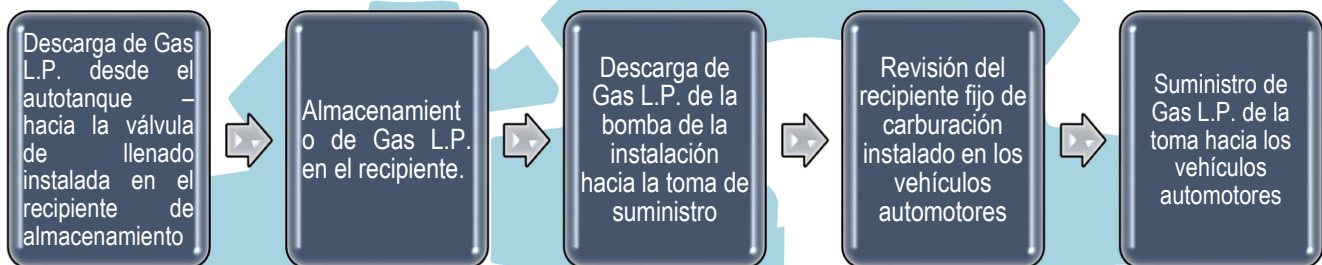 Descarga de Gas
L.P. desde el
autotanque –
hacia la válvula
de llenado
instalada en el
recipiente de
almacenamiento
Almacenamient
o de Gas L.P.
en el recipiente.
Descarga de
Gas L.P. de la
bomba de la
instalación
hacia la toma de
suministro
Revisión del
recipiente fijo de
carburación
instalado en los
vehículos
automotores
Suministro de
Gas L.P. de la
toma hacia los
vehículos
automotores